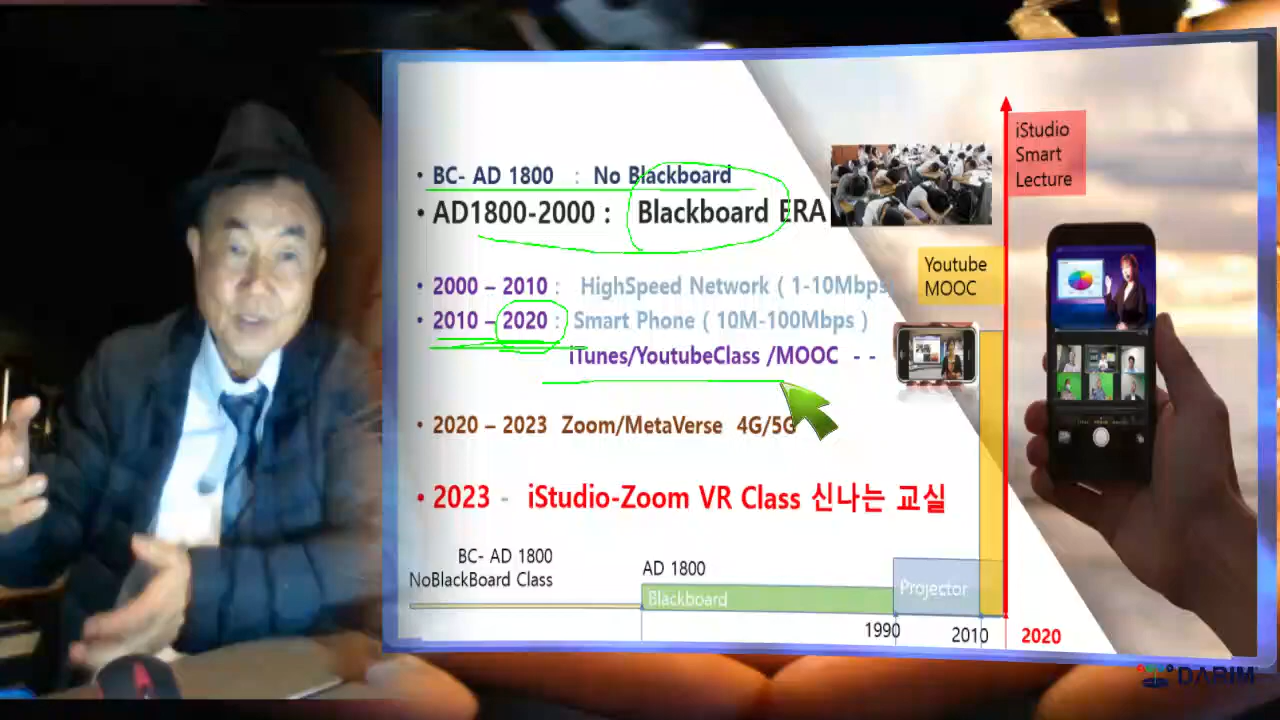 • BC- AD 1800 : No Blackboard
• AD1800-2000 : Blackboard ERA
• 2000 – 2010 : HighSpeed Network ( 1-10Mbps
• 2010 – 2020 : Smart Phone ( 10M-100Mbps )
iTunes/YoutubeClass /MOOC - -
• 2020 – 2023 Zoom/MetaVerse 4G/5G
• 2023 - iStudio-Zoom VR Class 신나는 교실
iStudio
Smart
Lecture
Youtube
MOOC
BC- AD 1800
NoBlackBoard Class
AD 1800
Blackboard
Projector
1990
2010
2020
DARIM